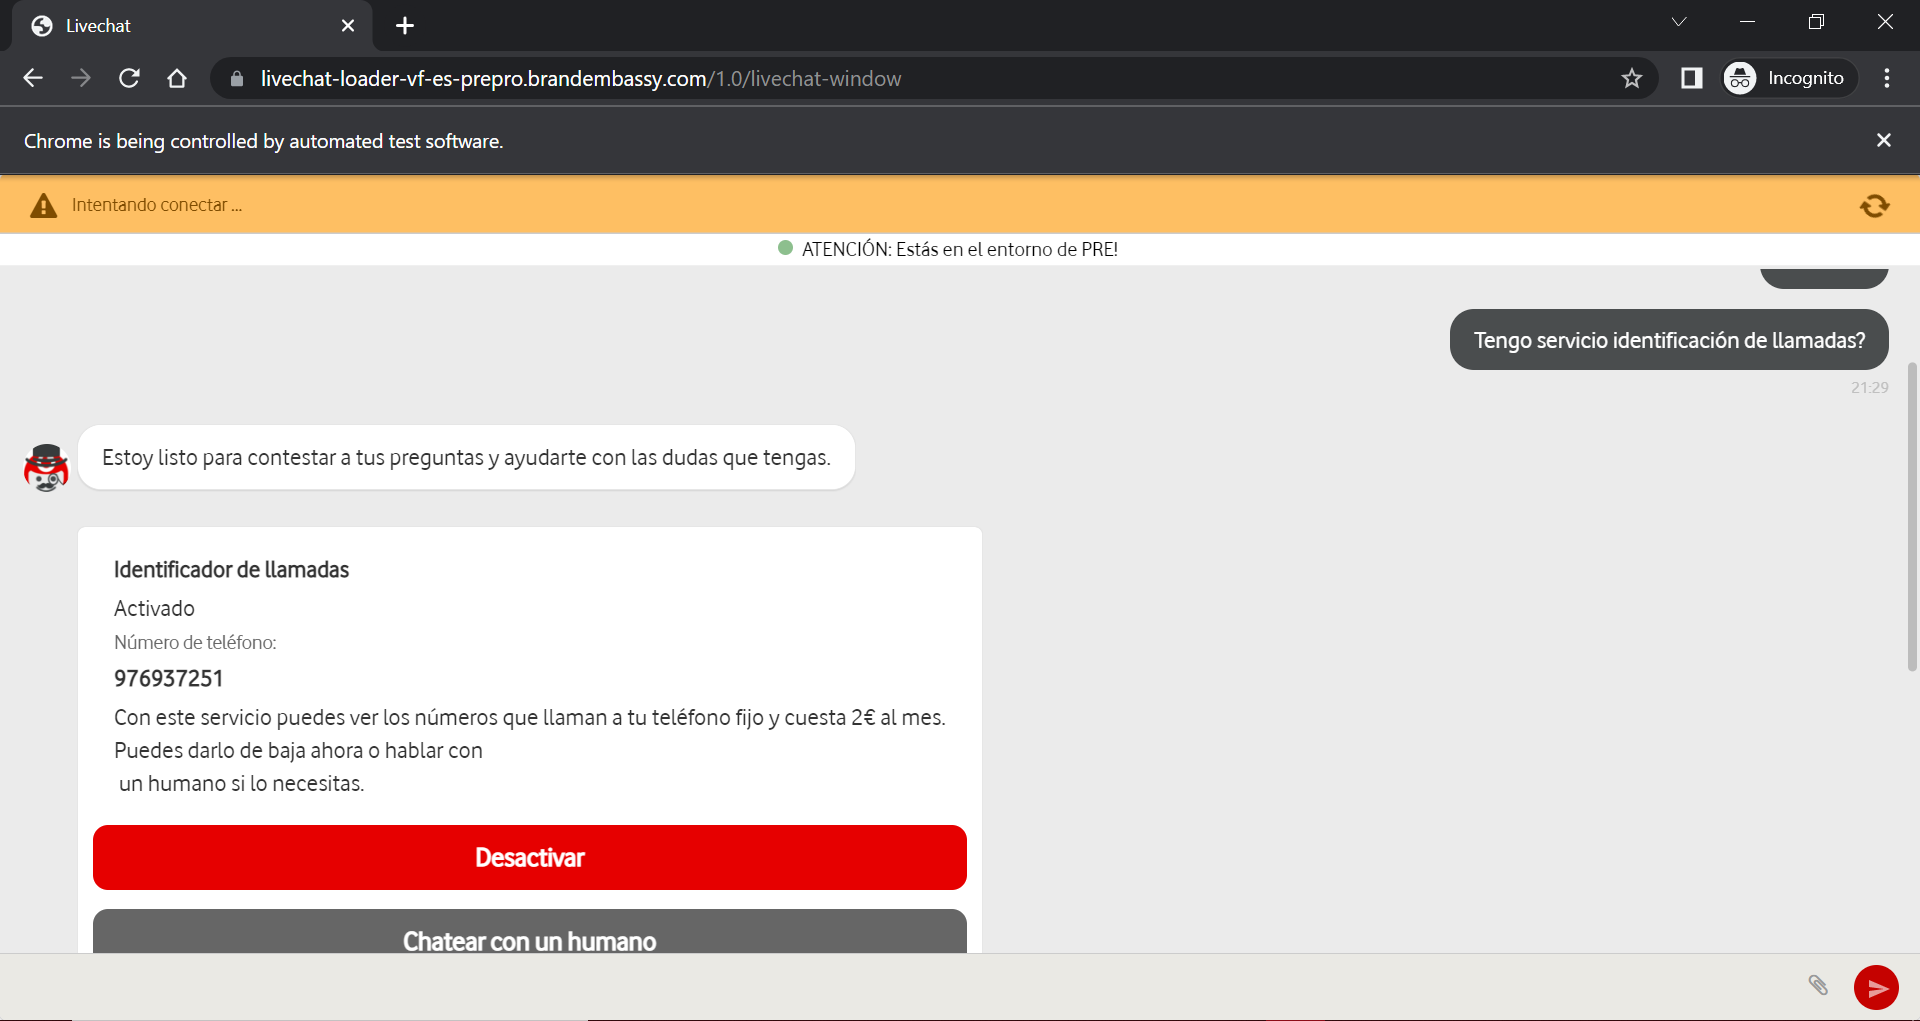 Livechat
livechat-loader-vf-es-prepro.brandembassy.com/1.0/livechat-window
Incognito
Chrome is being controlled by automated test software.
Intentando conectar ...
ATENCIÓN: Estás en el entorno de PRE!
Tengo servicio identificación de llamadas?
21:29
Estoy listo para contestar a tus preguntas y ayudarte con las dudas que tengas.
Identificador de llamadas
Activado
Número de teléfono:
976937251
Con este servicio puedes ver los números que llaman a tu teléfono fijo y cuesta 2€ al mes.
Puedes darlo de baja ahora o hablar con
un humano si lo necesitas.
Desactivar
Chatear con un humano